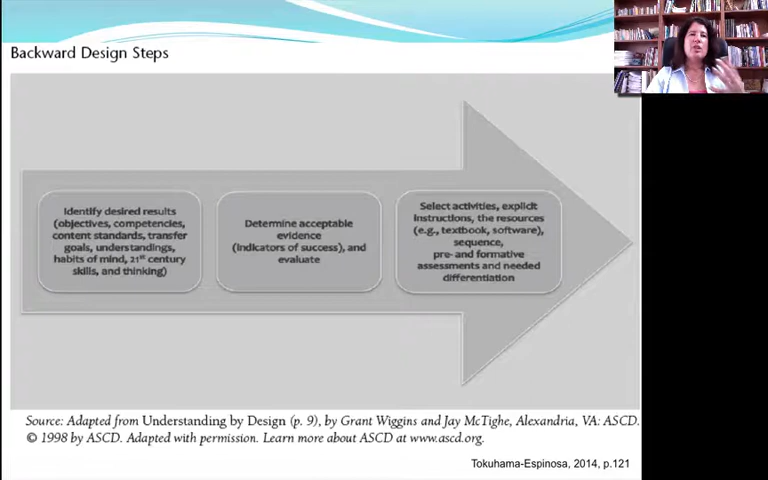 Backward Design Steps
Identify desired results
(objectives, competencies,
content standards, transfer
goals, understandings,
habits of mind, 21st century
skills, and thinking)
Determine acceptable
evidence
(indicators of success), and
evaluate
Select activities, explicit
instructions, the resources
(e.g., textbook, software),
sequence,
pre- and formative
assessments and needed
differentiation
Source: Adapted from Understanding by Design (p. 9), by Grant Wiggins and Jay McTighe, Alexandria, VA: ASCD.
© 1998 by ASCD. Adapted with permission. Learn more about ASCD at www.ascd.org.
Tokuhama-Espinosa, 2014, p.121